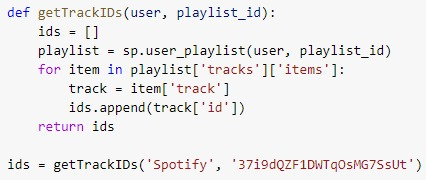 def getTrackIDs(user, playlist_id):
    ids = []
    playlist = sp.user_playlist(user, playlist_id)
    for item in playlist['tracks']['items']:
        track = item['track']
        ids.append(track['id'])
    return ids

ids = getTrackIDs('Spotify', '37i9dQZF1DWTqOsMG7SsUt')